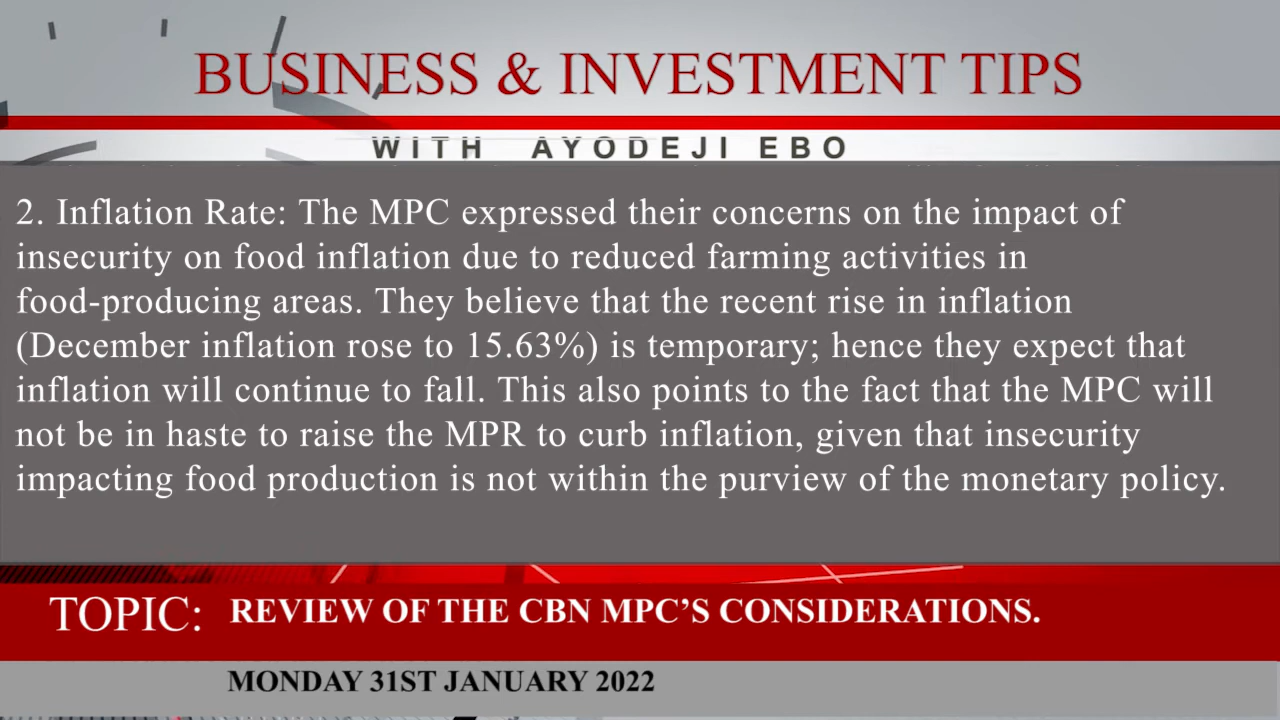 BUSINESS & INVESTMENT TIPS
WITH AYODEJI EBO
2. Inflation Rate: The MPC expressed their concerns on the impact of
insecurity on food inflation due to reduced farming activities in
food-producing areas. They believe that the recent rise in inflation
(December inflation rose to 15.63%) is temporary; hence they expect that
inflation will continue to fall. This also points to the fact that the MPC will
not be in haste to raise the MPR to curb inflation, given that insecurity
impacting food production is not within the purview of the monetary policy.
TOPIC: REVIEW OF THE CBN MPC’S CONSIDERATIONS.
MONDAY 31ST JANUARY 2022